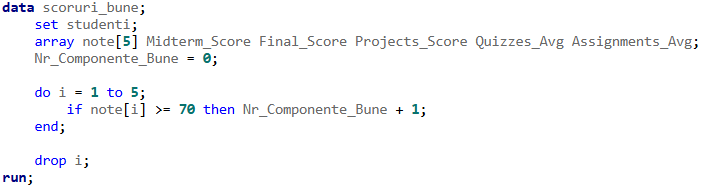 data scoruri_bune;
    set studenti;
    array note[5] Midterm_Score Final_Score Projects_Score Quizzes_Avg Assignments_Avg;
    Nr_Componente_Bune = 0;

    do i = 1 to 5;
        if note[i] >= 70 then Nr_Componente_Bune + 1;
    end;

    drop i;
run;